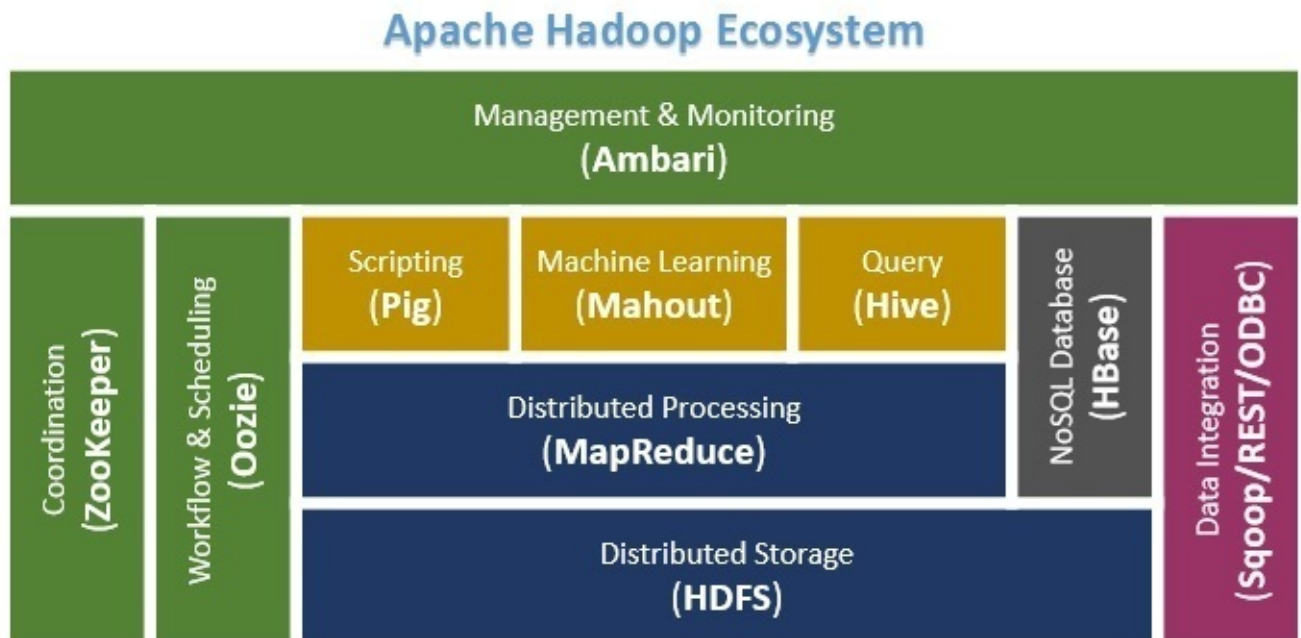 Apache Hadoop Ecosystem
Management & Monitoring
(Ambari)
Coordination
(ZooKeeper)
Workflow & Scheduling
(Oozie)
Scripting
(Pig)
Machine Learning
(Mahout)
Query
(Hive)
Distributed Processing
(MapReduce)
Distributed Storage
(HDFS)
NoSQL Database
(HBase)
Data Integration
(Sqoop/REST/ODBC)